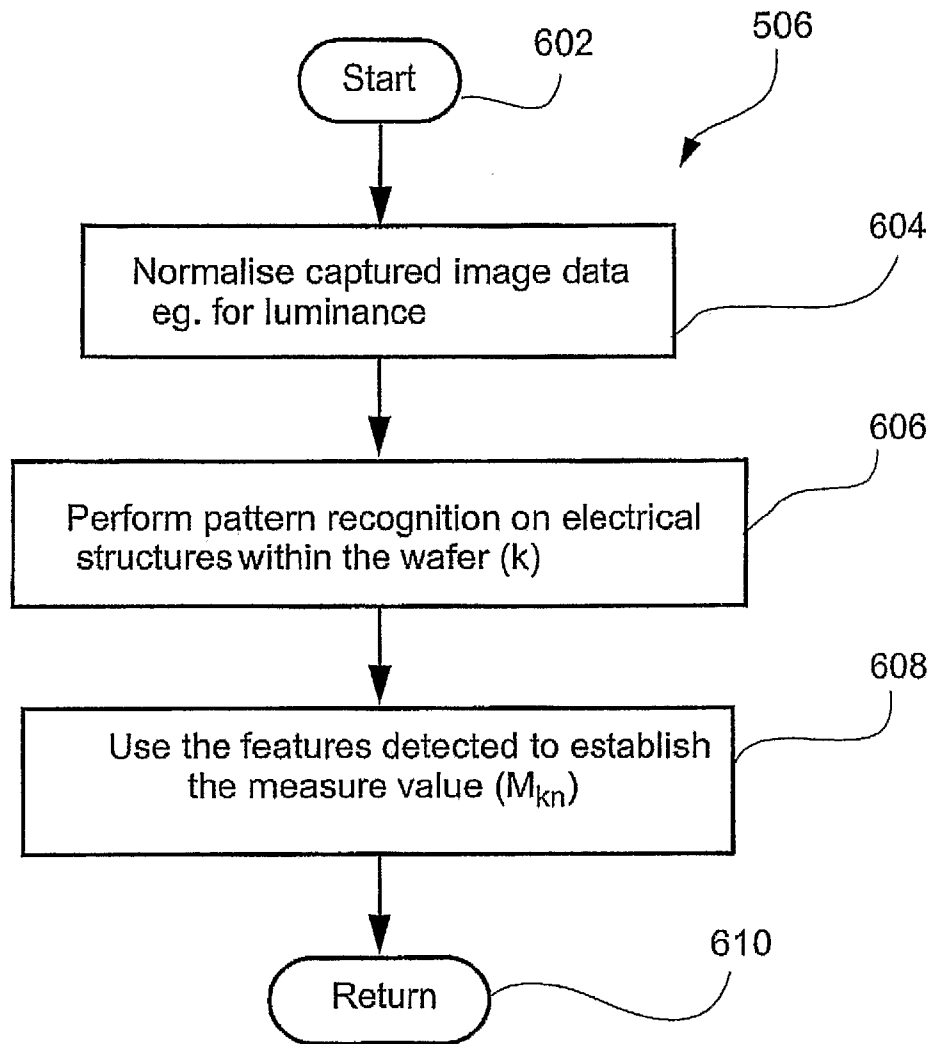 506
602
Start
604
Normalise captured image data
eg. for luminance
606
Perform pattern recognition on electrical
structures within the wafer (k)
608
Use the features detected to establish
the measure value (Mkn)
610
Return